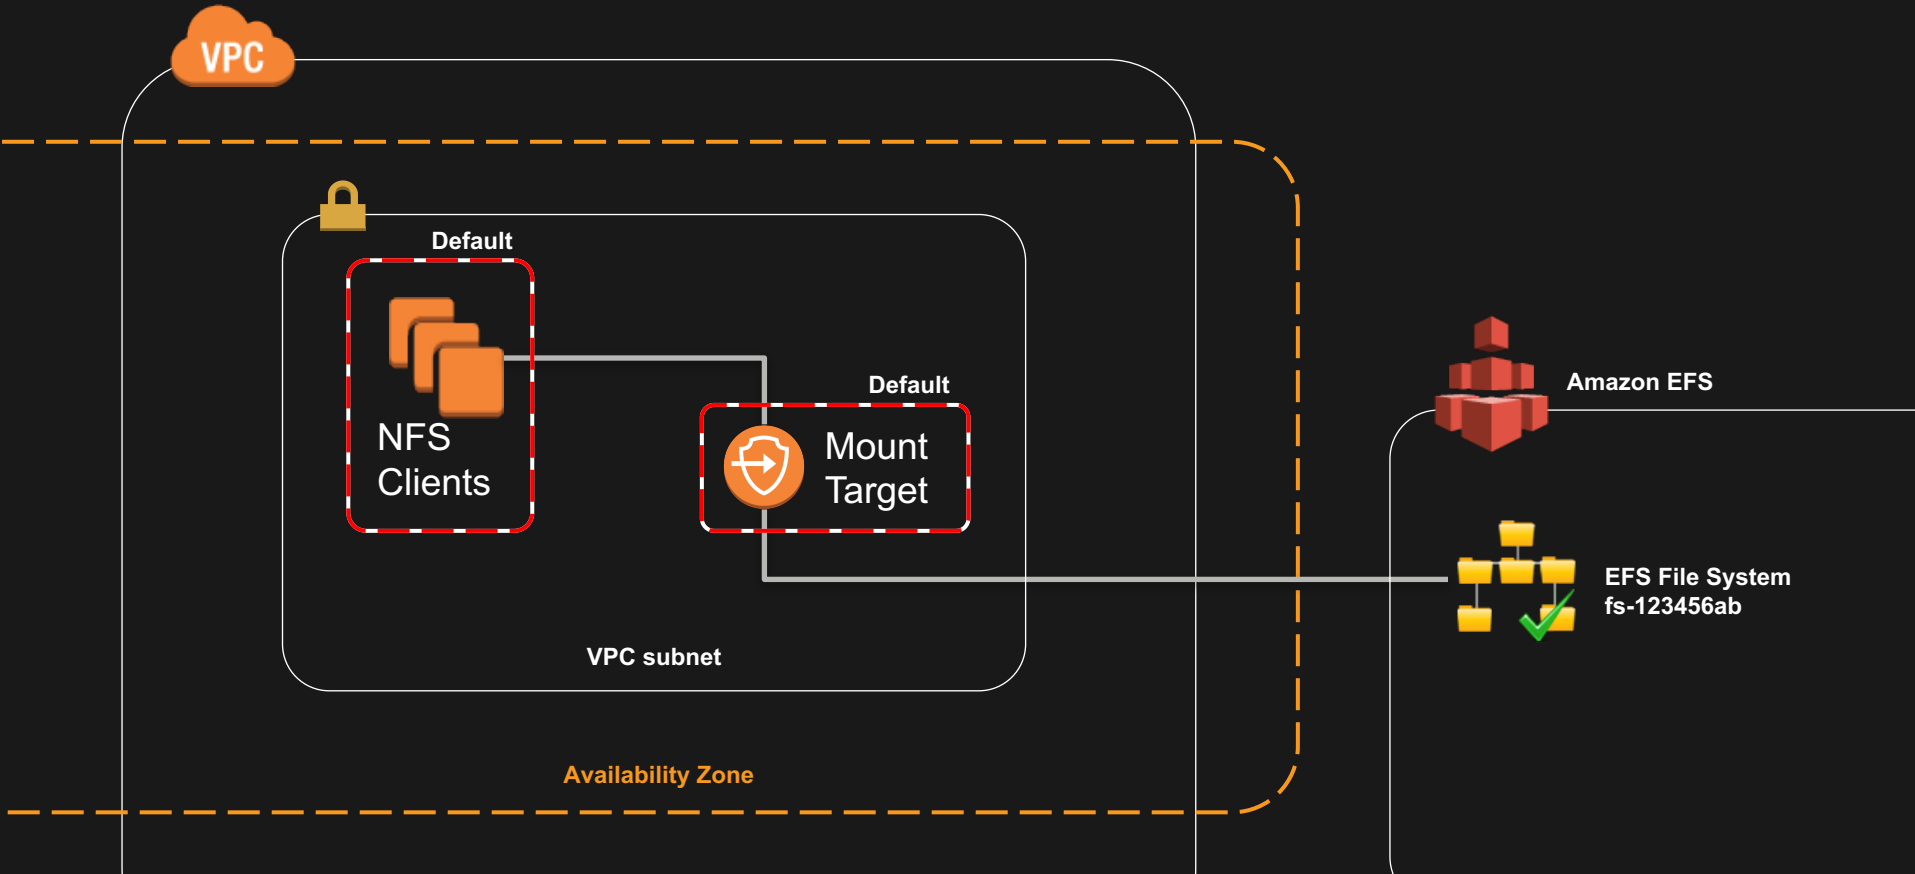 VPC
Default
NFS
Clients
Default
Mount
Target
VPC subnet
Availability Zone
Amazon EFS
EFS File System
fs-123456ab